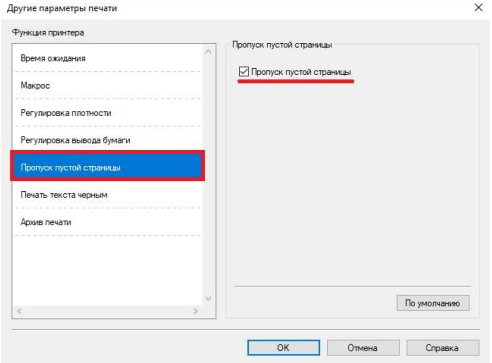 Другие параметры печати
Функция принтера
Время ожидания
Макрос
Регулировка плотности
Регулировка вывода бумаги
Пропуск пустой страницы
Печать текста черным
Архив печати
Пропуск пустой страницы
Пропуск пустой страницы
По умолчанию
OK
Отмена
Справка